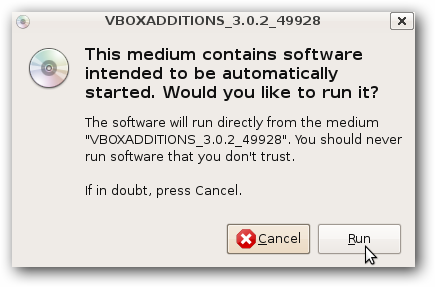 VBOXADDITIONS_3.0.2_49928
This medium contains software
intended to be automatically
started. Would you like to run it?
The software will run directly from the medium
"VBOXADDITIONS_3.0.2_49928". You should never
run software that you don't trust.
If in doubt, press Cancel.
Cancel
Run